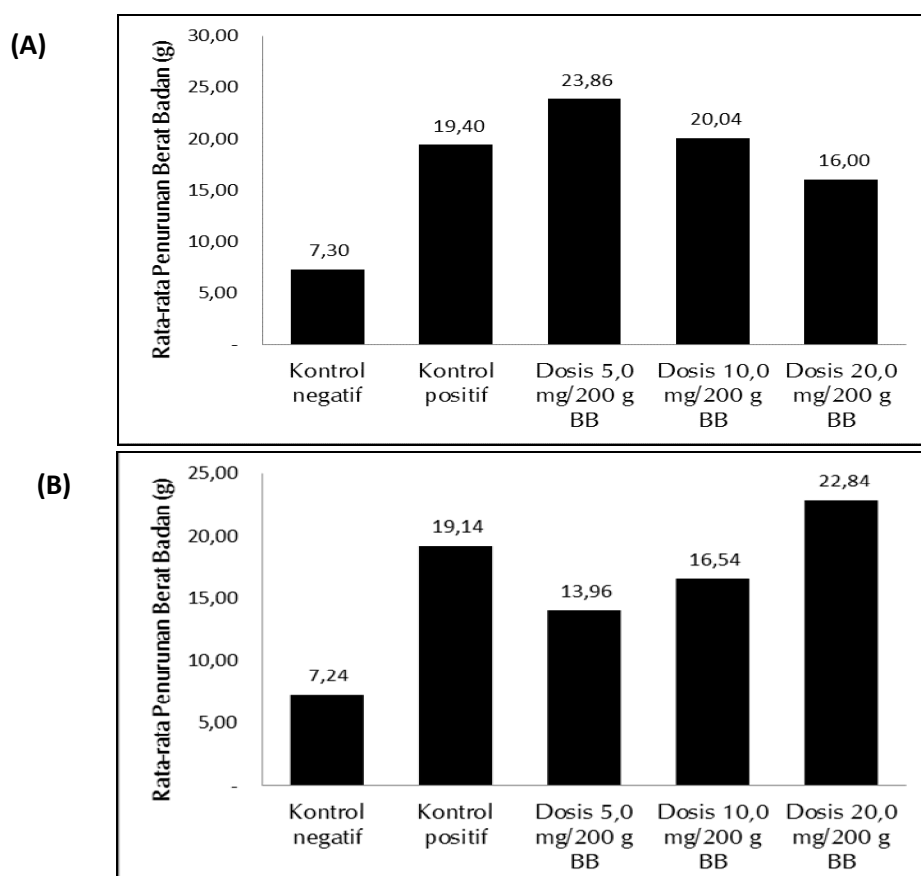 (A)
Rata-rata Penurunan Berat Badan (g)
30,00
25,00
20,00
15,00
10,00
5,00
-
7,30
19,40
23,86
20,04
16,00
Kontrol
negatif
Kontrol
positif
Dosis 5,0
mg/200 g
BB
Dosis 10,0
mg/200 g
BB
Dosis 20,0
mg/200 g
BB
(B)
Rata-rata Penurunan Berat Badan (g)
25,00
20,00
15,00
10,00
5,00
-
7,24
19,14
13,96
16,54
22,84
Kontrol
negatif
Kontrol
positif
Dosis 5,0
mg/200 g
BB
Dosis 10,0
mg/200 g
BB
Dosis 20,0
mg/200 g
BB